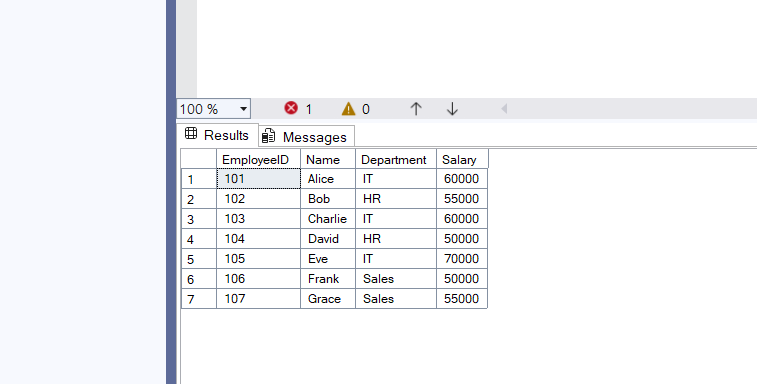 100 % 1 0
Results Messages
EmployeeID Name Department Salary
1 101 Alice IT 60000
2 102 Bob HR 55000
3 103 Charlie IT 60000
4 104 David HR 50000
5 105 Eve IT 70000
6 106 Frank Sales 50000
7 107 Grace Sales 55000